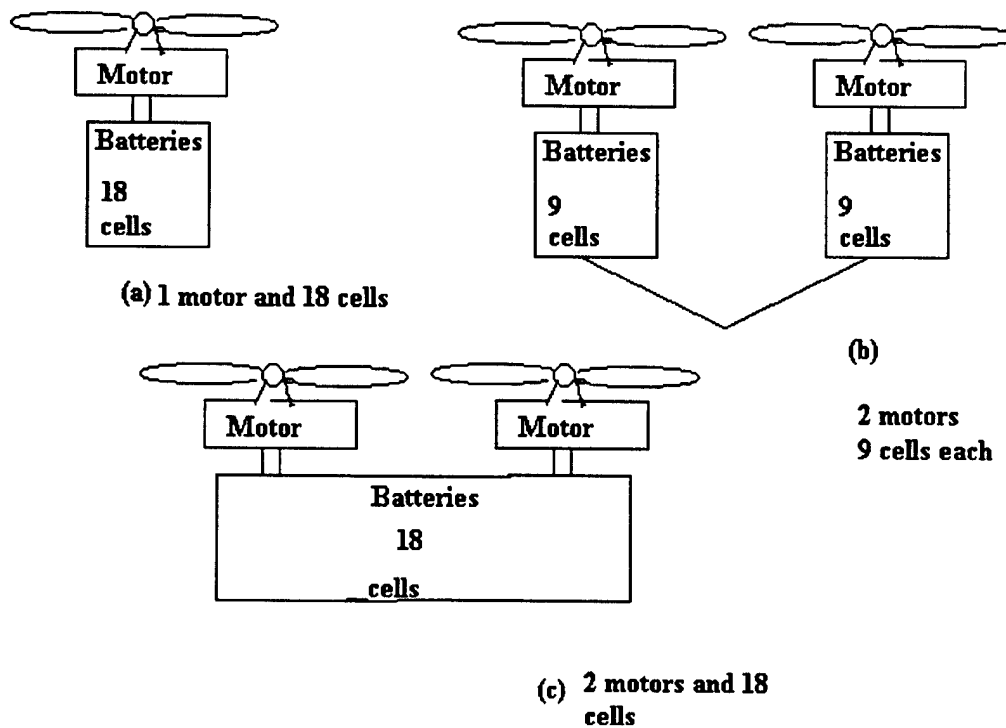 Motor
Batteries
18
cells
(a) 1 motor and 18 cells
Motor
Batteries
9
cells
Motor
Batteries
9
cells
(b)
2 motors
9 cells each
Motor
Motor
Batteries
18
cells
(c) 2 motors and 18
cells